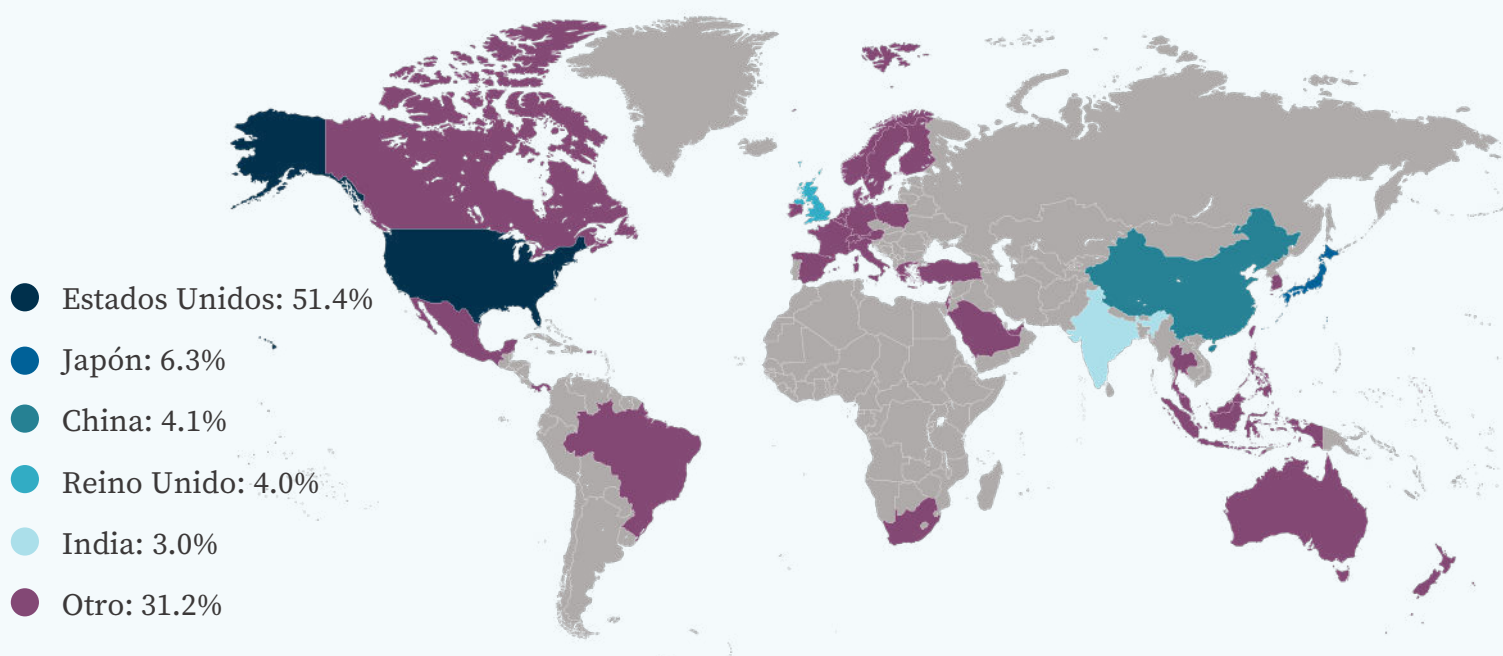 Estados Unidos: 51.4%
Japón: 6.3%
China: 4.1%
Reino Unido: 4.0%
India: 3.0%
Otro: 31.2%